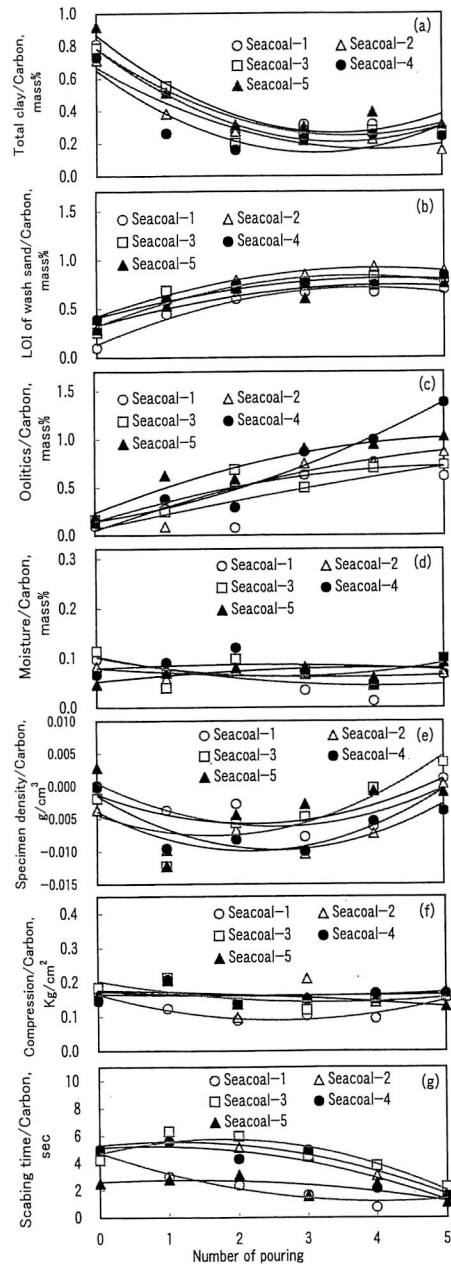 (a)
○ Seacoal-1 △ Seacoal-2
□ Seacoal-3 ● Seacoal-4
▲ Seacoal-5
Total clay/Carbon,
mass%
1.0
0.8
0.6
0.4
0.2
0.0
(b)
○ Seacoal-1 △ Seacoal-2
□ Seacoal-3 ● Seacoal-4
▲ Seacoal-5
LOI of wash sand/Carbon,
mass%
1.5
1.0
0.5
0.0
(c)
○ Seacoal-1 △ Seacoal-2
□ Seacoal-3 ● Seacoal-4
▲ Seacoal-5
Oolitics/Carbon,
mass%
1.5
1.0
0.5
0.0
(d)
○ Seacoal-1 △ Seacoal-2
□ Seacoal-3 ● Seacoal-4
▲ Seacoal-5
Moisture/Carbon,
mass%
0.3
0.2
0.1
0.0
(e)
○ Seacoal-1 △ Seacoal-2
□ Seacoal-3 ● Seacoal-4
▲ Seacoal-5
Specimen density/Carbon,
g/cm³
0.010
0.005
0.000
-0.005
-0.010
-0.015
(f)
○ Seacoal-1 △ Seacoal-2
□ Seacoal-3 ● Seacoal-4
▲ Seacoal-5
Compression/Carbon,
Kg/cm²
0.4
0.3
0.2
0.1
0.0
(g)
○ Seacoal-1 △ Seacoal-2
□ Seacoal-3 ● Seacoal-4
▲ Seacoal-5
Scabing time/Carbon,
sec
10
8
6
4
2
0
0 1 2 3 4 5
Number of pouring